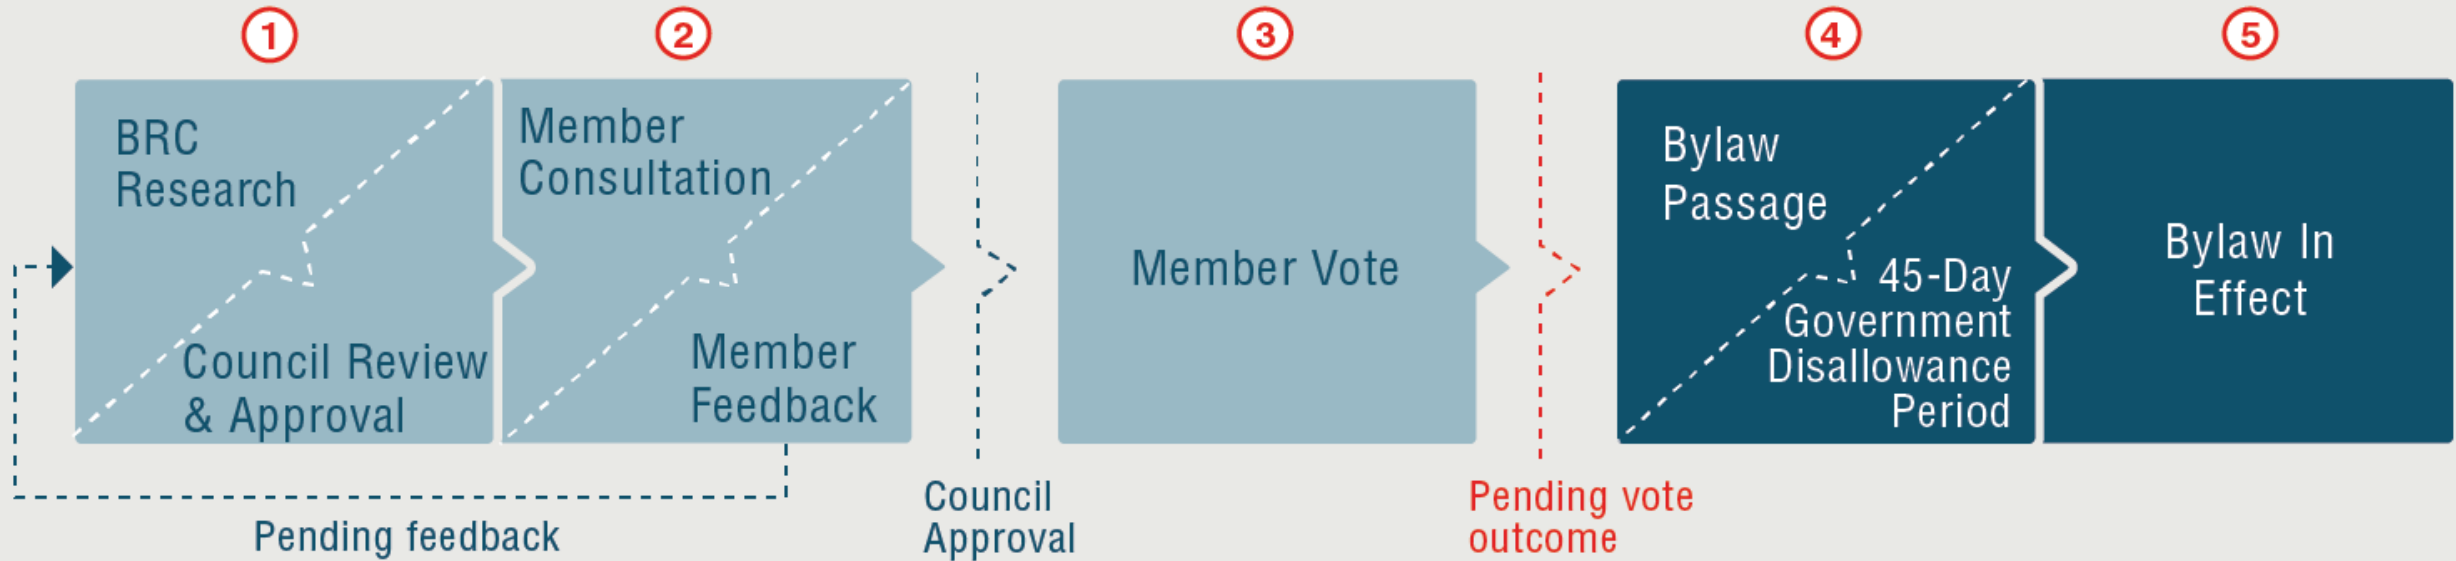 1
BRC
Research
Council Review
& Approval
2
Member
Consultation
Member
Feedback
Pending feedback
Council
Approval
3
Member Vote
Pending vote
outcome
4
Bylaw
Passage
45-Day
Government
Disallowance
Period
5
Bylaw In
Effect